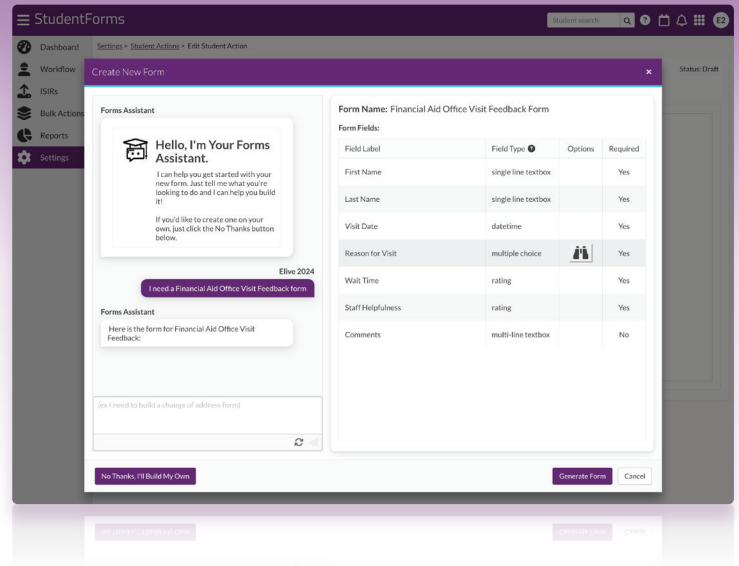 StudentForms
Student search
E2
Dashboard
Workflow
ISIRs
Bulk Actions
Reports
Settings
Settings > Student Actions > Edit Student Action
Status: Draft
Create New Form
×
Forms Assistant
Hello, I'm Your Forms
Assistant.
I can help you get started with your
new form. Just tell me what you're
looking to do and I can help you build
it!
If you'd like to create one on your
own, just click the No Thanks button
below.
Elive 2024
I need a Financial Aid Office Visit Feedback form
Forms Assistant
Here is the form for Financial Aid Office Visit
Feedback:
(ex I need to build a change of address form)
Form Name: Financial Aid Office Visit Feedback Form
Form Fields:
Field Label Field Type ? Options Required
First Name single line textbox Yes
Last Name single line textbox Yes
Visit Date datetime Yes
Reason for Visit multiple choice Yes
Wait Time rating Yes
Staff Helpfulness rating Yes
Comments multi-line textbox No
No Thanks, I'll Build My Own
Generate Form
Cancel